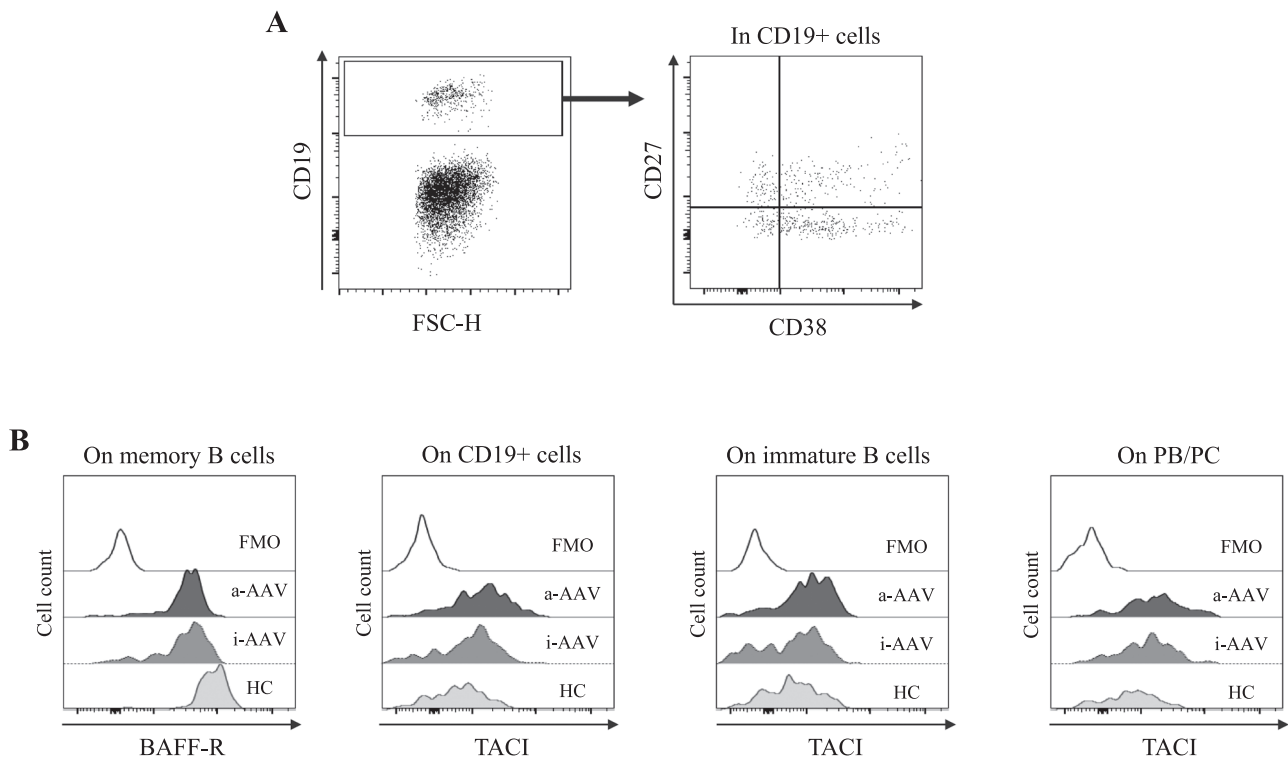 A
In CD19+ cells
CD19
CD27
FSC-H
CD38
B
On memory B cells
On CD19+ cells
On immature B cells
On PB/PC
Cell count
FMO
a-AAV
i-AAV
HC
BAFF-R
Cell count
FMO
a-AAV
i-AAV
HC
TACI
Cell count
FMO
a-AAV
i-AAV
HC
TACI
Cell count
FMO
a-AAV
i-AAV
HC
TACI